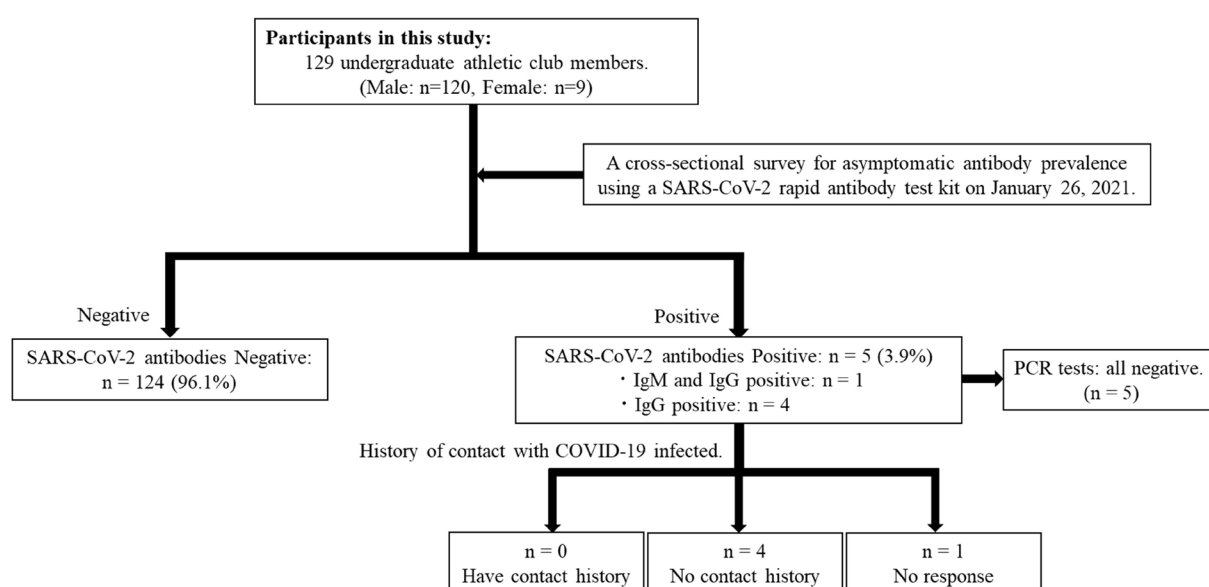 Participants in this study:
129 undergraduate athletic club members.
(Male: n=120, Female: n=9)
A cross-sectional survey for asymptomatic antibody prevalence
using a SARS-CoV-2 rapid antibody test kit on January 26, 2021.
Negative
Positive
SARS-CoV-2 antibodies Negative:
n = 124 (96.1%)
SARS-CoV-2 antibodies Positive: n = 5 (3.9%)
・IgM and IgG positive: n = 1
・IgG positive: n = 4
PCR tests: all negative.
(n = 5)
History of contact with COVID-19 infected.
n = 0
Have contact history
n = 4
No contact history
n = 1
No response